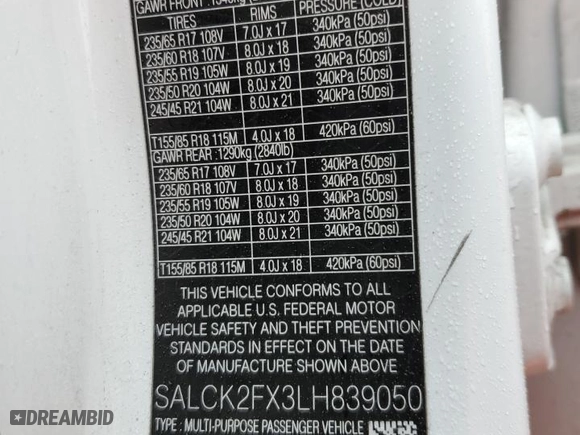 GAWR FRONT : 1340kg
TIRES RIMS PRESSURE (COLD)
235/65 R17 108V 7.0J x 17 340kPa (50psi)
235/60 R18 107V 8.0J x 18 340kPa (50psi)
235/55 R19 105W 8.0J x 19 340kPa (50psi)
235/50 R20 104W 8.0J x 20 340kPa (50psi)
245/45 R21 104W 8.0J x 21 340kPa (50psi)
T155/85 R18 115M 4.0J x 18 420kPa (60psi)
GAWR REAR : 1290kg (2840lb)
235/65 R17 108V 7.0J x 17 340kPa (50psi)
235/60 R18 107V 8.0J x 18 340kPa (50psi)
235/55 R19 105W 8.0J x 19 340kPa (50psi)
235/50 R20 104W 8.0J x 20 340kPa (50psi)
245/45 R21 104W 8.0J x 21 340kPa (50psi)
T155/85 R18 115M 4.0J x 18 420kPa (60psi)
THIS VEHICLE CONFORMS TO ALL
APPLICABLE U.S. FEDERAL MOTOR
VEHICLE SAFETY AND THEFT PREVENTION
STANDARDS IN EFFECT ON THE DATE
OF MANUFACTURE SHOWN ABOVE
SALCK2FX3LH839050
TYPE : MULTI-PURPOSE PASSENGER VEHICLE
DREAMBID